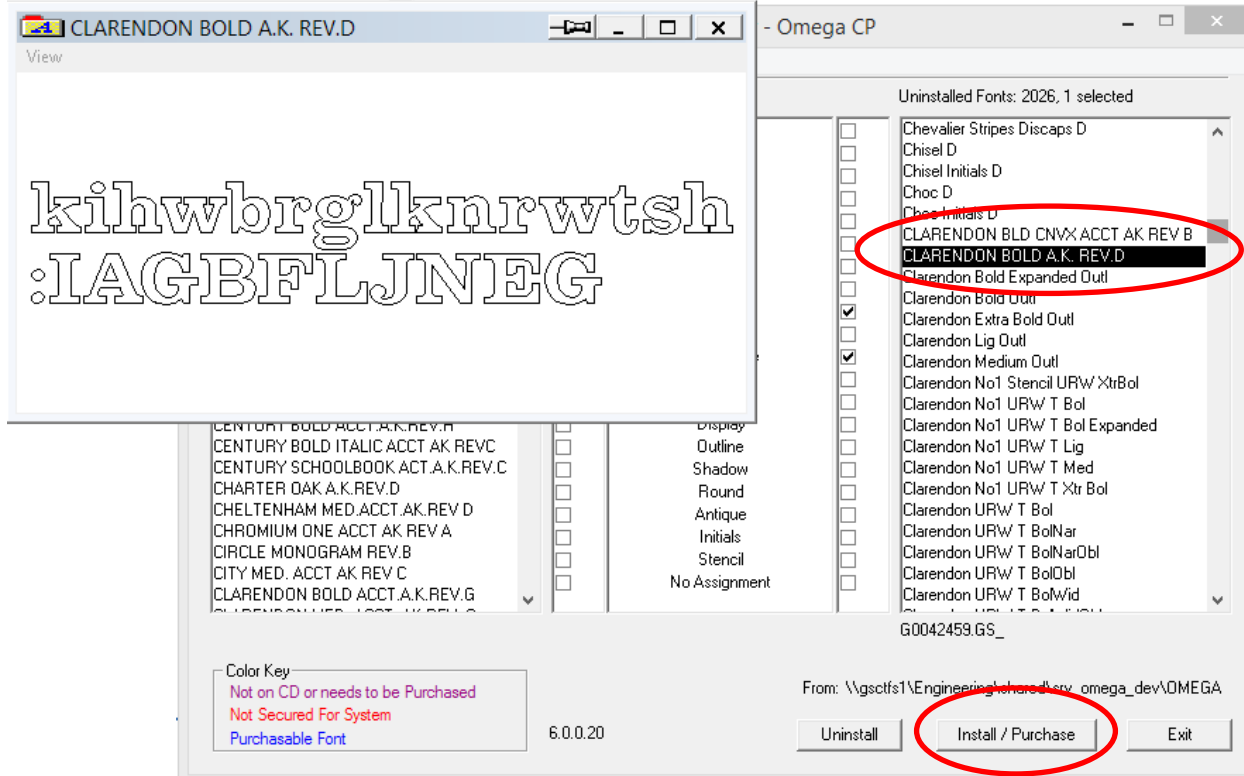 CLARENDON BOLD A.K. REV.D
View
kihwbrglknrwtsh
:IAGBFLJNEG
- Omega CP
Uninstalled Fonts: 2026, 1 selected
Chevalier Stripes Discaps D
Chisel D
Chisel Initials D
Choc D
Choc Initials D
CLARENDON BLD CNVX ACCT AK REV B
CLARENDON BOLD A.K. REV.D
Clarendon Bold Expanded Outl
Clarendon Bold Outl
Clarendon Extra Bold Outl
Clarendon Lig Outl
Clarendon Medium Outl
Clarendon No1 Stencil URW XtrBol
Clarendon No1 URW T Bol
Clarendon No1 URW T Bol Expanded
Clarendon No1 URW T Lig
Clarendon No1 URW T Med
Clarendon No1 URW T Xtr Bol
Clarendon URW T Bol
Clarendon URW T BolNar
Clarendon URW T BolNarObl
Clarendon URW T BolObl
Clarendon URW T BolWid
CENTURY BOLD ACCT.A.K.REV.H
CENTURY BOLD ITALIC ACCT AK REVC
CENTURY SCHOOLBOOK ACT.A.K.REV.C
CHARTER OAK A.K.REV.D
CHELTENHAM MED.ACCT.AK.REV D
CHROMIUM ONE ACCT AK REV A
CIRCLE MONOGRAM REV.B
CITY MED. ACCT AK REV C
CLARENDON BOLD ACCT.A.K.REV.G
Display
Outline
Shadow
Round
Antique
Initials
Stencil
No Assignment
G0042459.GS_
Color Key
Not on CD or needs to be Purchased
Not Secured For System
Purchasable Font
6.0.0.20
From: \\gsctfs1\Engineering\shared\srv_omega_dev\OMEGA
Uninstall
Install / Purchase
Exit